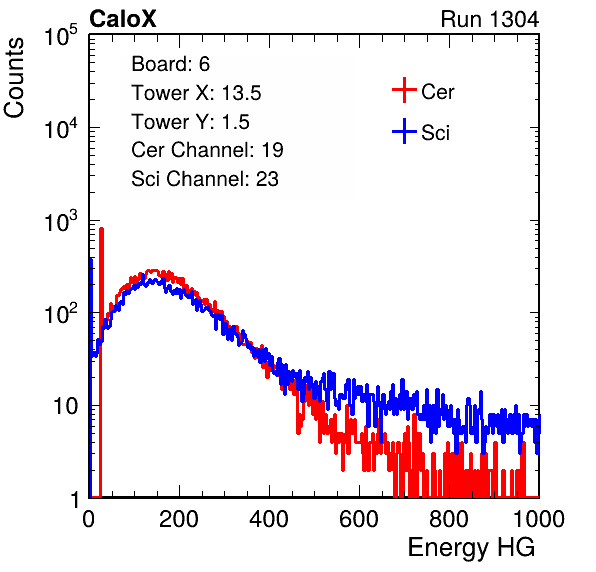 CaloX Run 1304
Counts
Board: 6
Tower X: 13.5
Tower Y: 1.5
Cer Channel: 19
Sci Channel: 23
Cer
Sci
10^5
10^4
10^3
10^2
10
1
0 200 400 600 800 1000
Energy HG